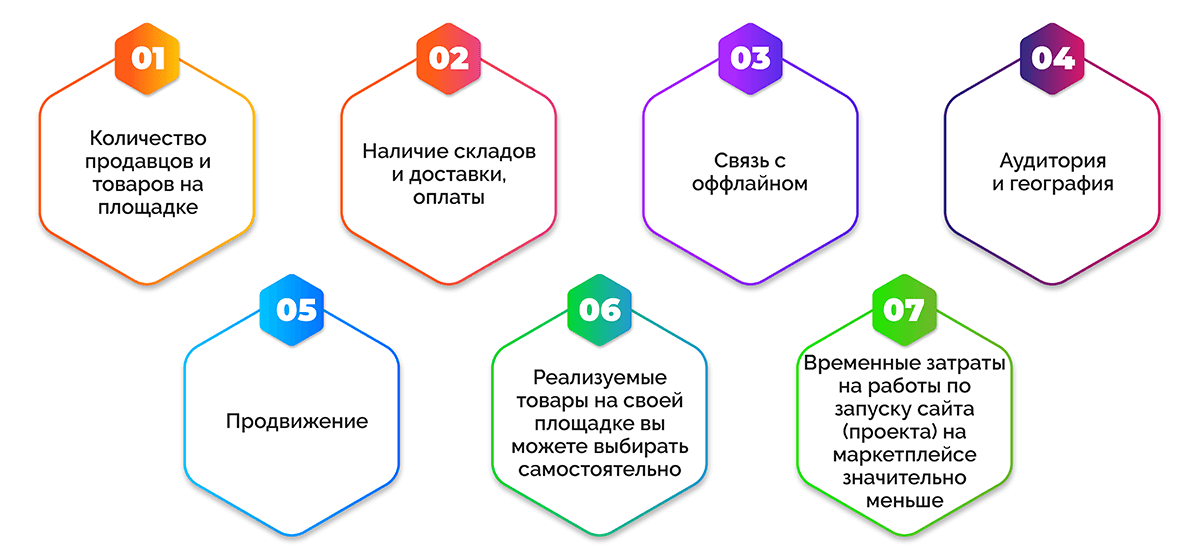 01
Количество
продавцов и
товаров на
площадке
02
Наличие складов
и доставки,
оплаты
03
Связь с
оффлайном
04
Аудитория
и география
05
Продвижение
06
Реализуемые
товары на своей
площадке вы
можете выбирать
самостоятельно
07
Временные затраты
на работы по
запуску сайта
(проекта) на
маркетплейсе
значительно
меньше